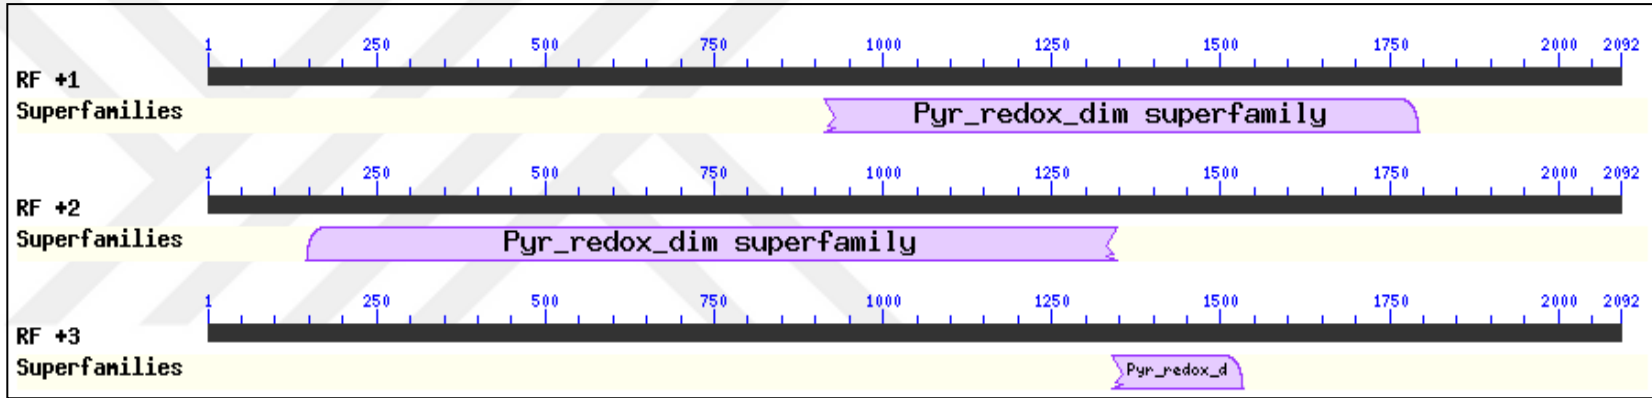 1 250 500 750 1000 1250 1500 1750 2000 2092
RF +1
Superfamilies Pyr_redox_dim superfamily
1 250 500 750 1000 1250 1500 1750 2000 2092
RF +2
Superfamilies Pyr_redox_dim superfamily
1 250 500 750 1000 1250 1500 1750 2000 2092
RF +3
Superfamilies Pyr_redox_d